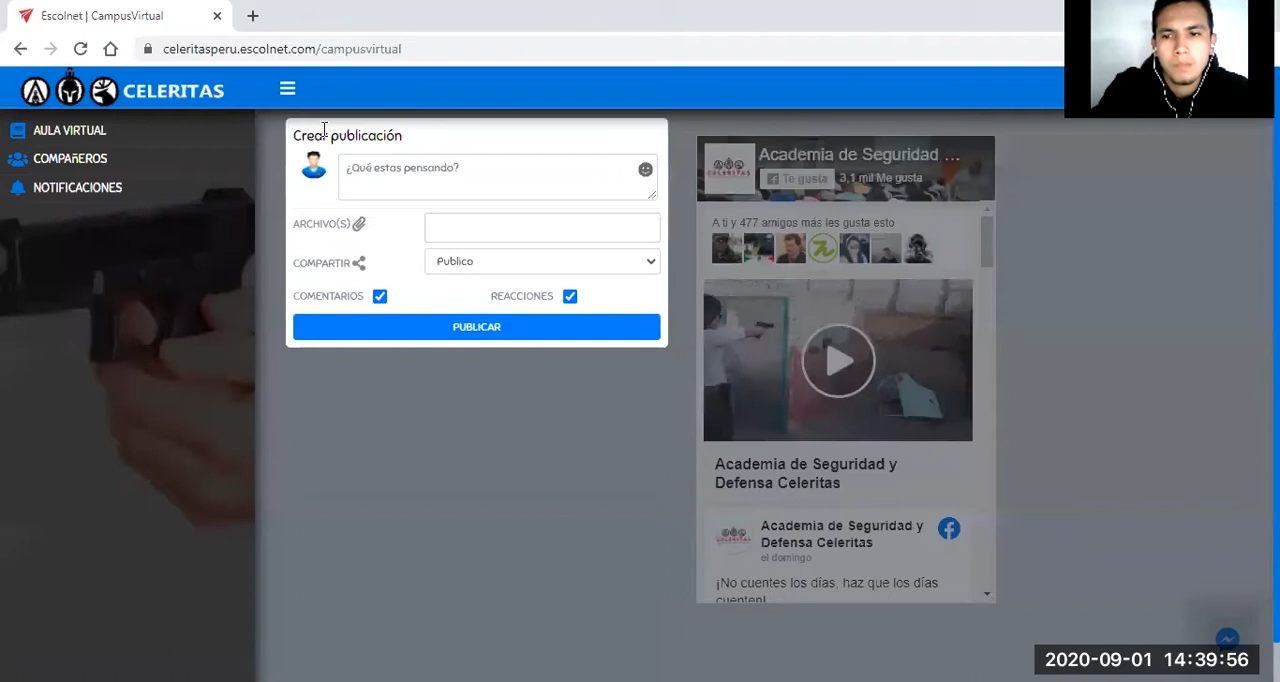 Escolnet | CampusVirtual
celeritasperu.escolnet.com/campusvirtual
CELERITAS
AULA VIRTUAL
COMPAñEROS
NOTIFICACIONES
Crear publicación
¿Qué estas pensando?
ARCHIVO(S)
COMPARTIR
Publico
COMENTARIOS
REACCIONES
PUBLICAR
Academia de Seguridad ...
Te gusta
3,1 mil Me gusta
A ti y 477 amigos más les gusta esto
Academia de Seguridad y
Defensa Celeritas
Academia de Seguridad y
Defensa Celeritas
el domingo
¡No cuentes los días, haz que los días
cuenten!
2020-09-01 14:39:56